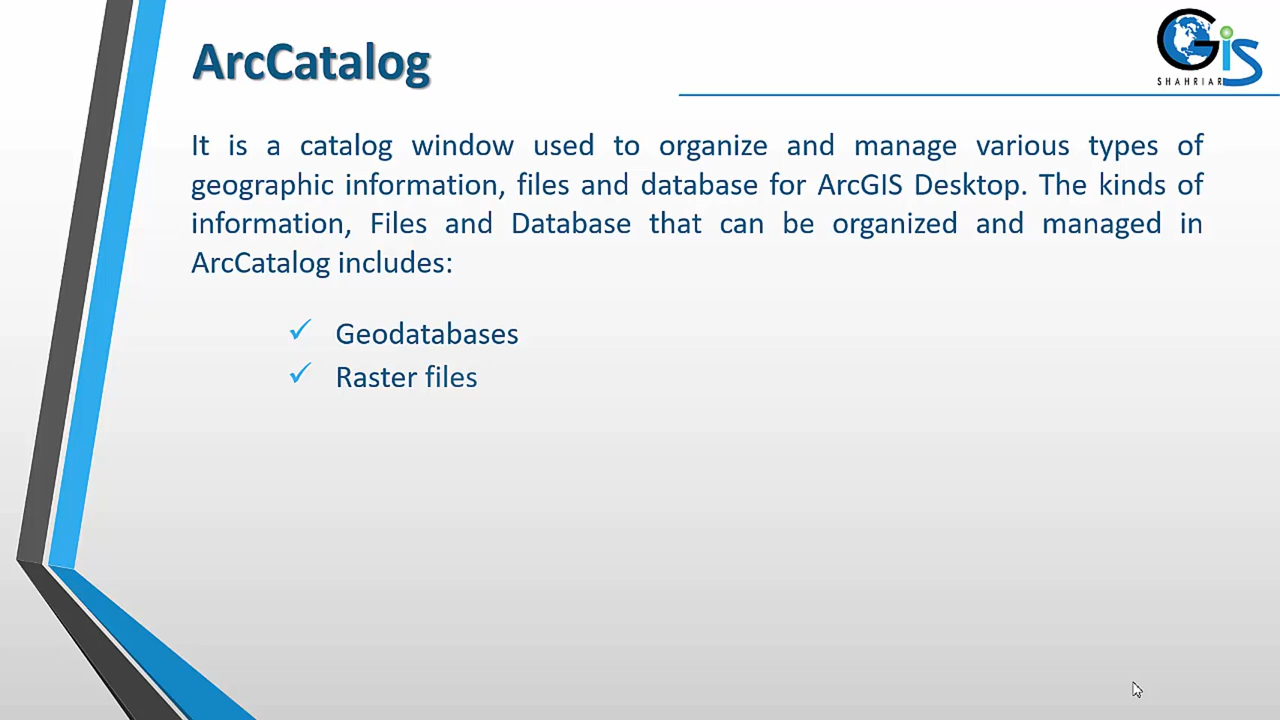 ArcCatalog
GiS
SHAHRIAR
It is a catalog window used to organize and manage various types of
geographic information, files and database for ArcGIS Desktop. The kinds of
information, Files and Database that can be organized and managed in
ArcCatalog includes:
✓ Geodatabases
✓ Raster files